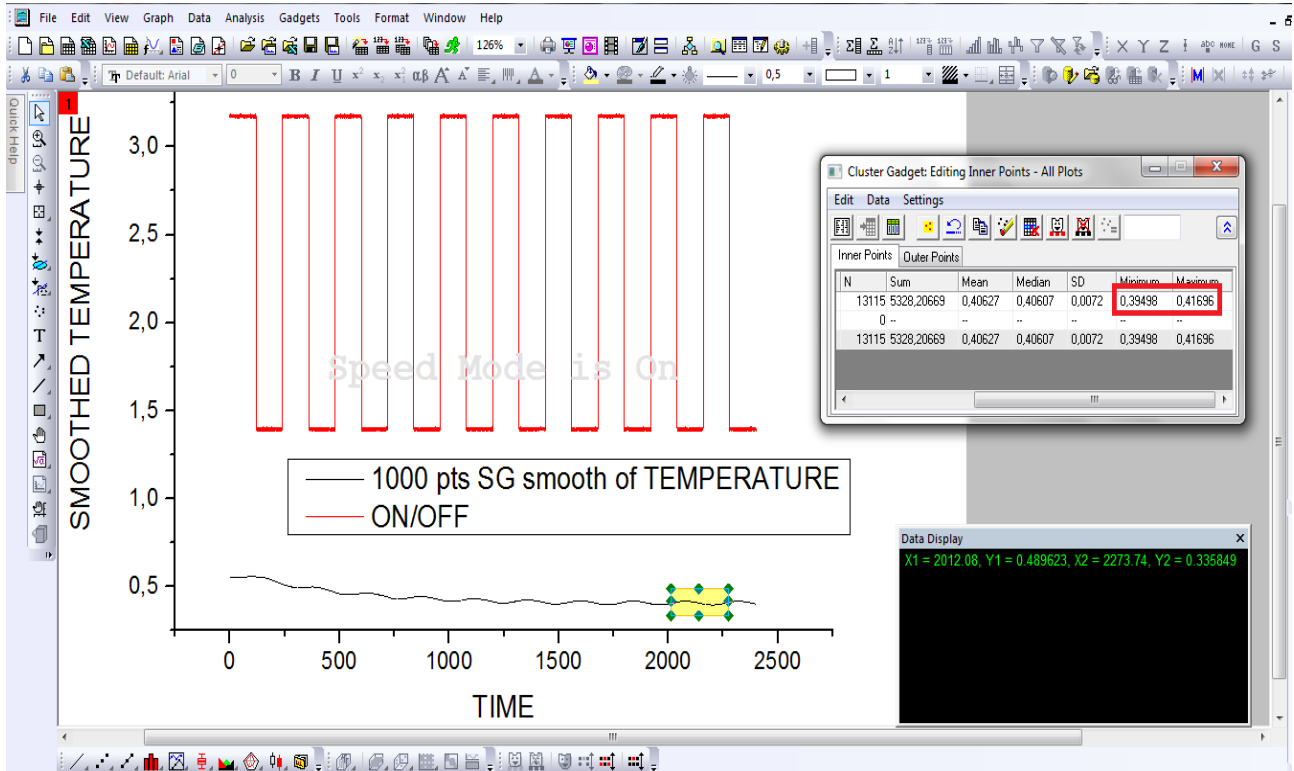 File Edit View Graph Data Analysis Gadgets Tools Format Window Help
126%
X Y Z
G S
Default: Arial 0 B I U x² x₂ αβ A A 0,5 1
Quick Help
1
SMOOTHED TEMPERATURE
3,0
2,5
2,0
1,5
1,0
0,5
Speed Mode is On
1000 pts SG smooth of TEMPERATURE
ON/OFF
0 500 1000 1500 2000 2500
TIME
Cluster Gadget: Editing Inner Points - All Plots
Edit Data Settings
Inner Points Outer Points
N Sum Mean Median SD Minimum Maximum
13115 5328,20669 0,40627 0,40607 0,0072 0,39498 0,41696
0 -- -- -- -- -- --
13115 5328,20669 0,40627 0,40607 0,0072 0,39498 0,41696
Data Display X
X1 = 2012.08, Y1 = 0.489623, X2 = 2273.74, Y2 = 0.335849